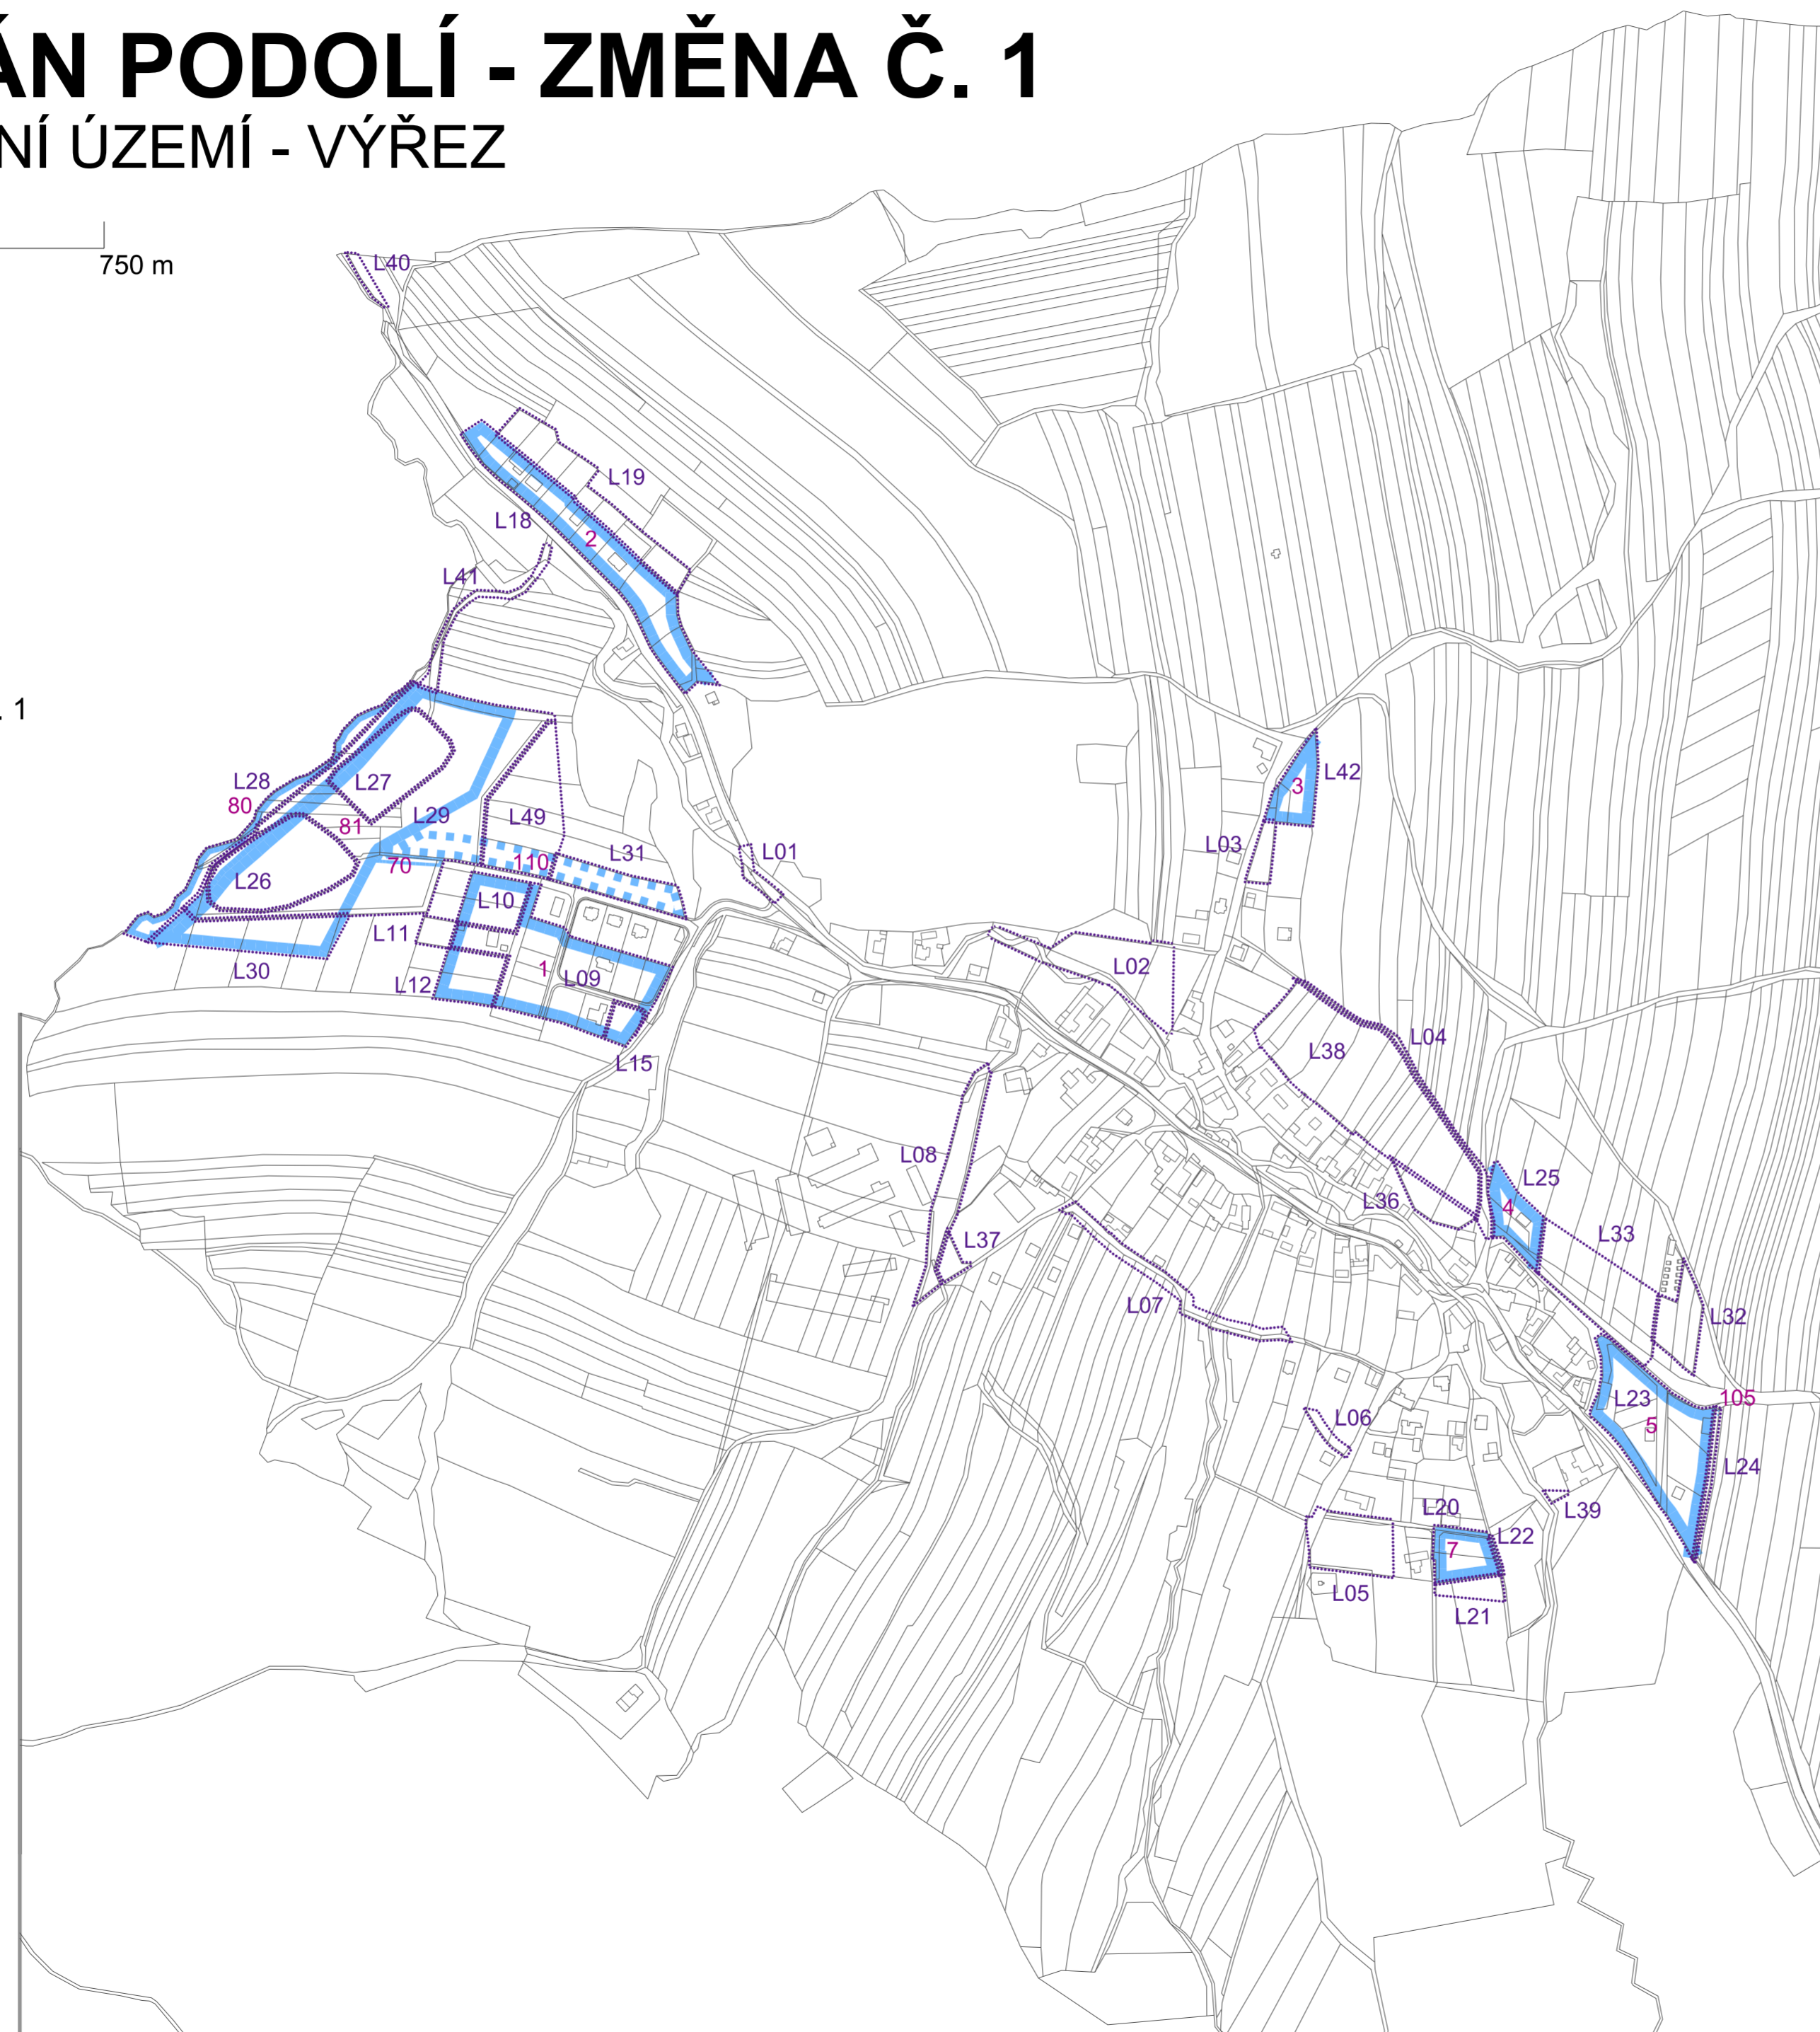 ÁN PODOLÍ - ZMĚNA Č. 1
NÍ ÚZEMÍ - VÝŘEZ
750 m
L40
L19
L18
2
L41
. 1
L28
L27
80
L29
81
L49
L31
L01
70
110
L26
L10
L11
L30
L12
1
L09
L15
L42
3
L03
L02
L04
L38
L08
L37
L36
L25
4
L33
L07
L32
L23
105
5
L06
L24
L20
L39
L22
7
L05
L21